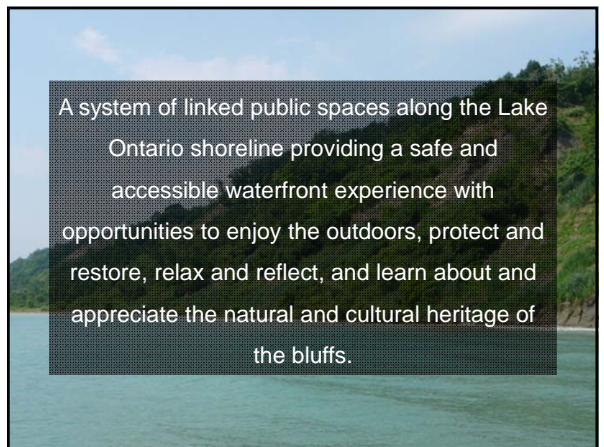 A system of linked public spaces along the Lake
Ontario shoreline providing a safe and
accessible waterfront experience with
opportunities to enjoy the outdoors, protect and
restore, relax and reflect, and learn about and
appreciate the natural and cultural heritage of
the bluffs.